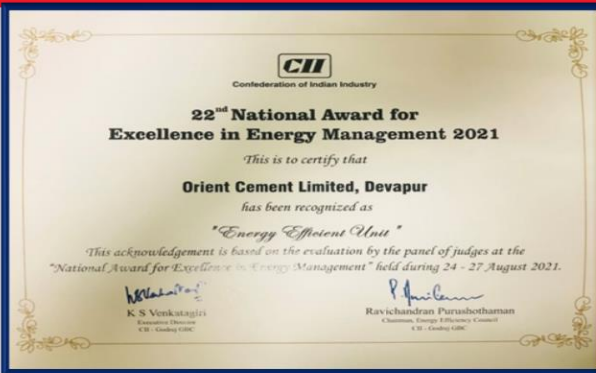 CII
Confederation of Indian Industry
22nd National Award for
Excellence in Energy Management 2021
This is to certify that
Orient Cement Limited, Devapur
has been recognized as
"Energy Efficient Unit"
This acknowledgement is based on the evaluation by the panel of judges at the
"National Award for Excellence in Energy Management" held during 24 - 27 August 2021.
K S Venkatagiri
Executive Director
CII - Godrej GBC
Ravichandran Purushothaman
Chairman, Energy Efficiency Council
CII - Godrej GBC